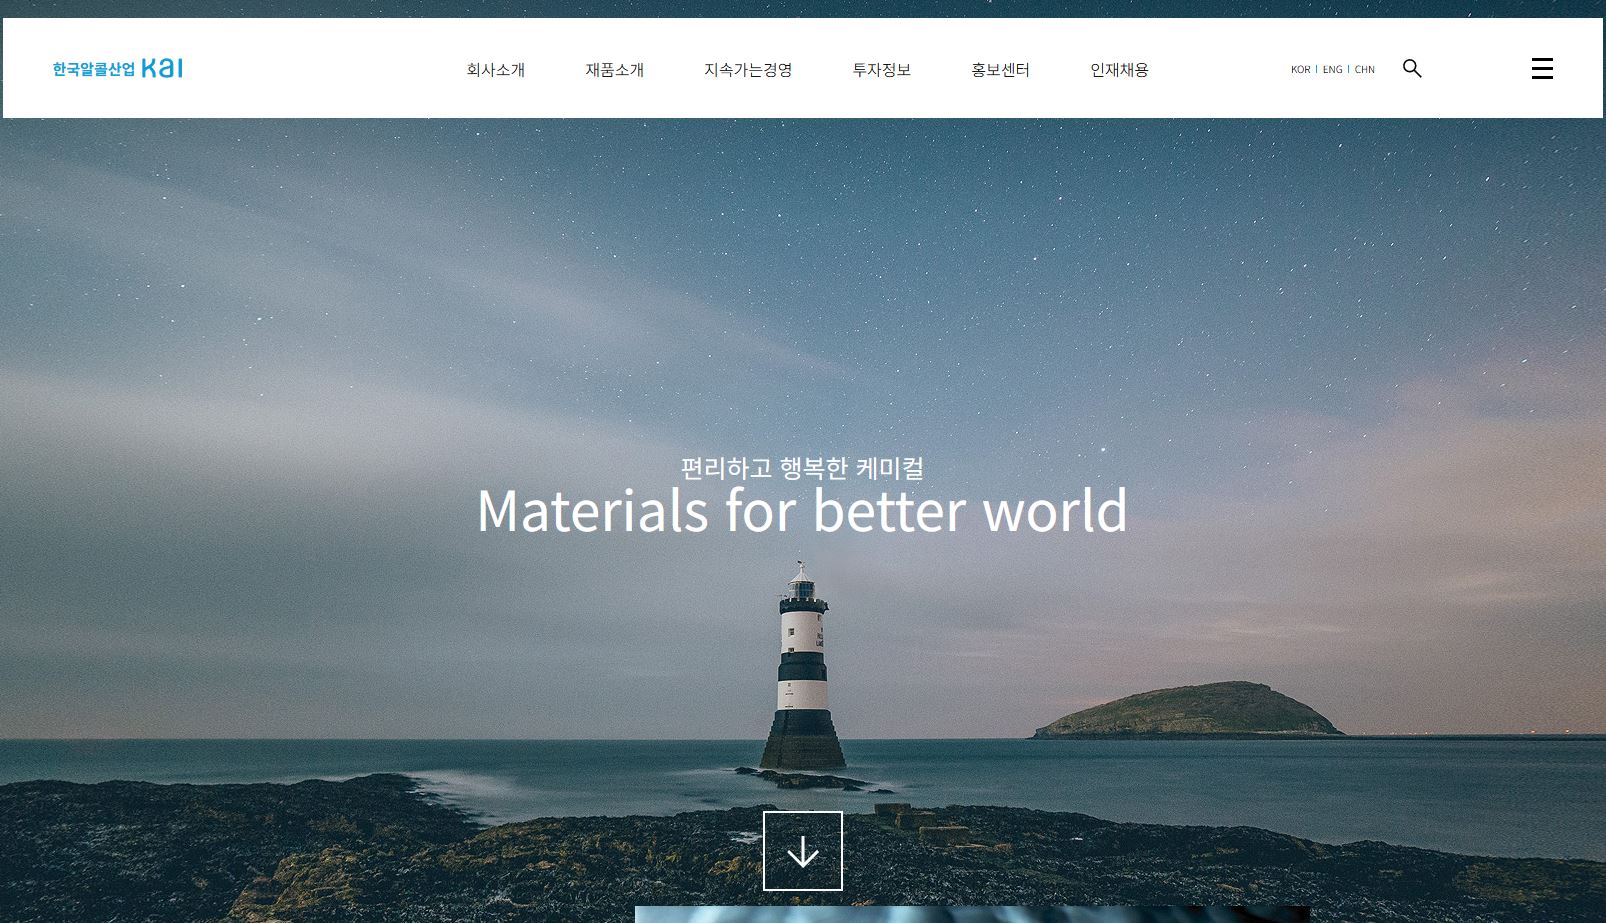 한국알콜산업 KAI
회사소개 재품소개 지속가는경영 투자정보 홍보센터 인재채용
KOR | ENG | CHN
편리하고 행복한 케미컬
Materials for better world